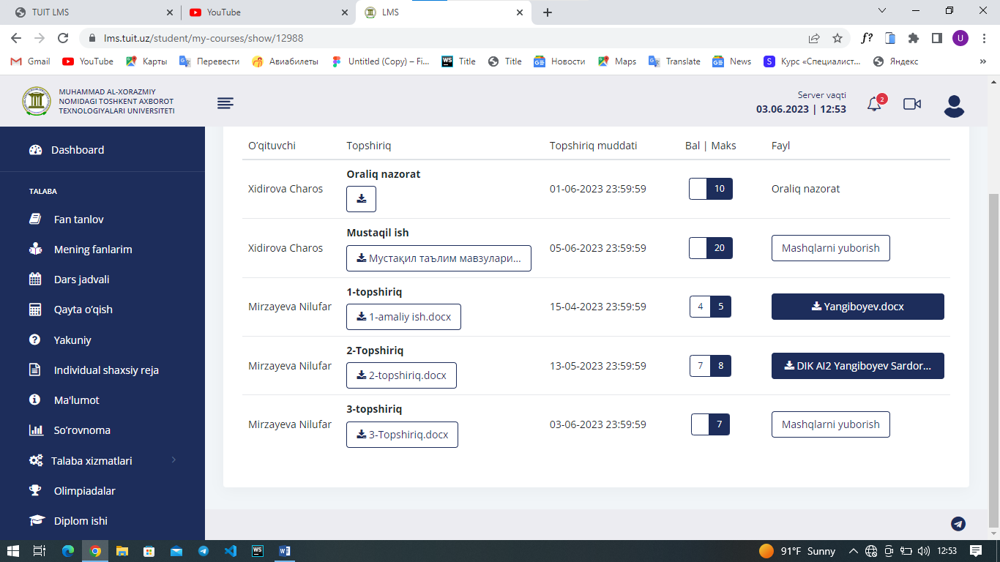 TUIT LMS
YouTube
LMS
lms.tuit.uz/student/my-courses/show/12988
f?
U
Gmail
YouTube
Карты
Перевести
Авиабилеты
Untitled (Copy) – Fi...
WS
Title
Title
Новости
Maps
Translate
News
S
Курс «Специалист...
Яндекс
»
MUHAMMAD AL-XORAZMIY
NOMIDAGI TOSHKENT AXBOROT
TEXNOLOGIYALARI UNIVERSITETI
Server vaqti
03.06.2023 | 12:53
2
Dashboard
TALABA
Fan tanlov
Mening fanlarim
Dars jadvali
Qayta o’qish
Yakuniy
Individual shaxsiy reja
Ma'lumot
So’rovnoma
Talaba xizmatlari
Olimpiadalar
Diplom ishi
O’qituvchi Topshiriq Topshiriq muddati Bal | Maks Fayl
Oraliq nazorat
Xidirova Charos 01-06-2023 23:59:59 10 Oraliq nazorat
Mustaqil ish
Xidirova Charos 05-06-2023 23:59:59 20 Mashqlarni yuborish
Мустақил таълим мавзулари...
1-topshiriq
Mirzayeva Nilufar 15-04-2023 23:59:59 4 5 Yangiboyev.docx
1-amaliy ish.docx
2-Topshiriq
Mirzayeva Nilufar 13-05-2023 23:59:59 7 8 DIK AI2 Yangiboyev Sardor...
2-topshiriq.docx
3-topshiriq
Mirzayeva Nilufar 03-06-2023 23:59:59 7 Mashqlarni yuborish
3-Topshiriq.docx
WS
91°F Sunny
12:53